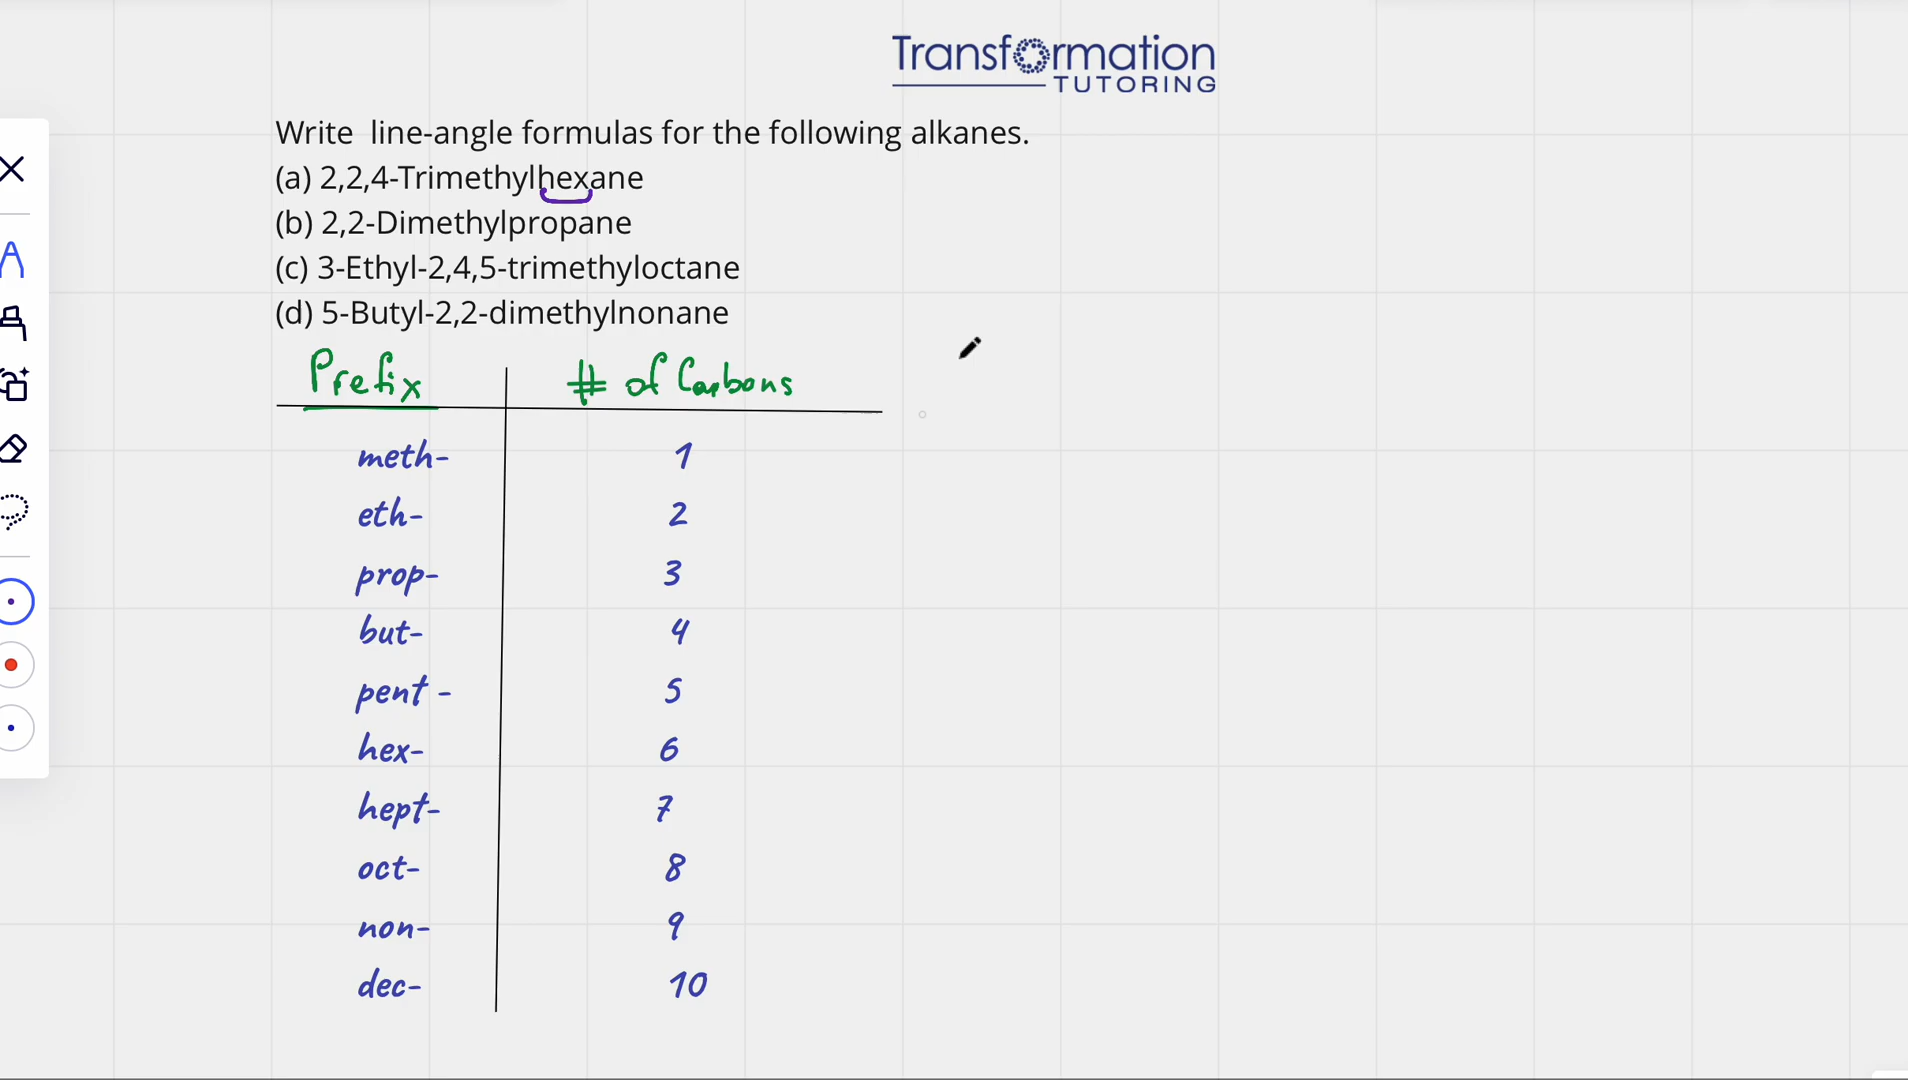 Transformation
TUTORING
Write line-angle formulas for the following alkanes.
(a) 2,2,4-Trimethylhexane
(b) 2,2-Dimethylpropane
(c) 3-Ethyl-2,4,5-trimethyloctane
(d) 5-Butyl-2,2-dimethylnonane
Prefix # of Carbons
meth- 1
eth- 2
prop- 3
but- 4
pent - 5
hex- 6
hept- 7
oct- 8
non- 9
dec- 10